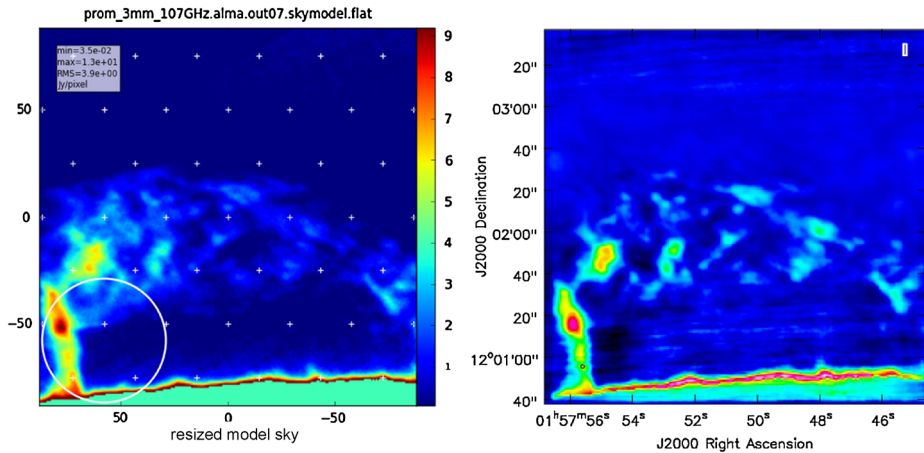 prom_3mm_107GHz.alma.out07.skymodel.flat
min=3.5e-02
max=1.3e+01
RMS=3.9e+00
Jy/pixel
50
0
−50
50
0
−50
resized model sky
9
8
7
6
5
4
3
2
1
I
20"
03'00"
40"
20"
02'00"
40"
20"
12°01'00"
40"
J2000 Declination
01ʰ57ᵐ56ˢ
54ˢ
52ˢ
50ˢ
48ˢ
46ˢ
J2000 Right Ascension